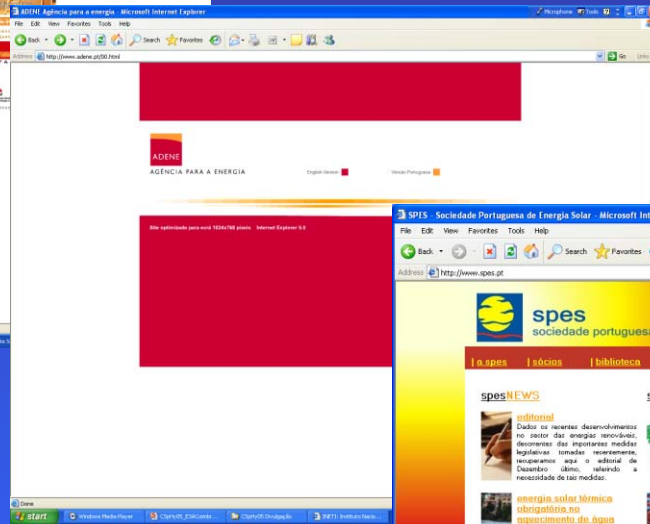 ADENE Agência para a energia - Microsoft Internet Explorer
Microphone Tools
File Edit View Favorites Tools Help
Back Search Favorites
Address http://www.adene.pt/00.html Go Links
ADENE
AGÊNCIA PARA A ENERGIA
English Version Versão Portuguesa
Site optimizado para ecrã 1024x768 pixels Internet Explorer 5.0
Done
start Windows Media Player
SPES - Sociedade Portuguesa de Energia Solar - Microsoft Int
File Edit View Favorites Tools Help
Back Search Favorites
Address http://www.spes.pt
spes
sociedade portugues
| a spes | sócios | biblioteca
spesNEWS
editorial
Dados os recentes desenvolvimentos
no sector das energias renováveis,
decorrentes das importantes medidas
legislativas tomadas recentemente,
recuperamos aqui o editorial de
Dezembro último, referindo a
necessidade de tais medidas.
energia solar térmica
obrigatória no
aquecimento de água